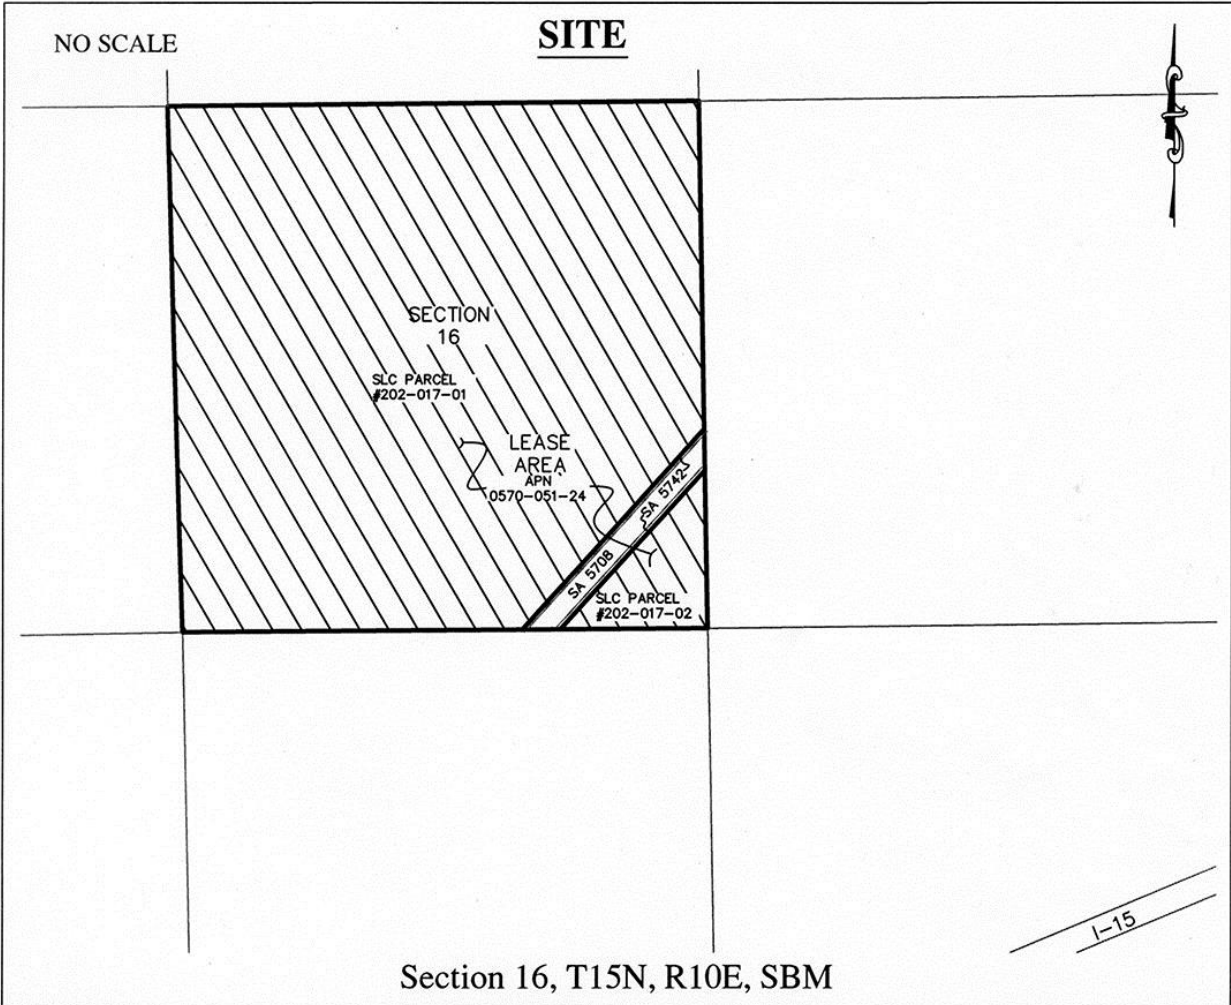 NO SCALE
SITE
SECTION
16
SLC PARCEL
#202-017-01
LEASE
AREA
APN
0570-051-24
SA 5742
SA 5708
SLC PARCEL
#202-017-02
I-15
Section 16, T15N, R10E, SBM